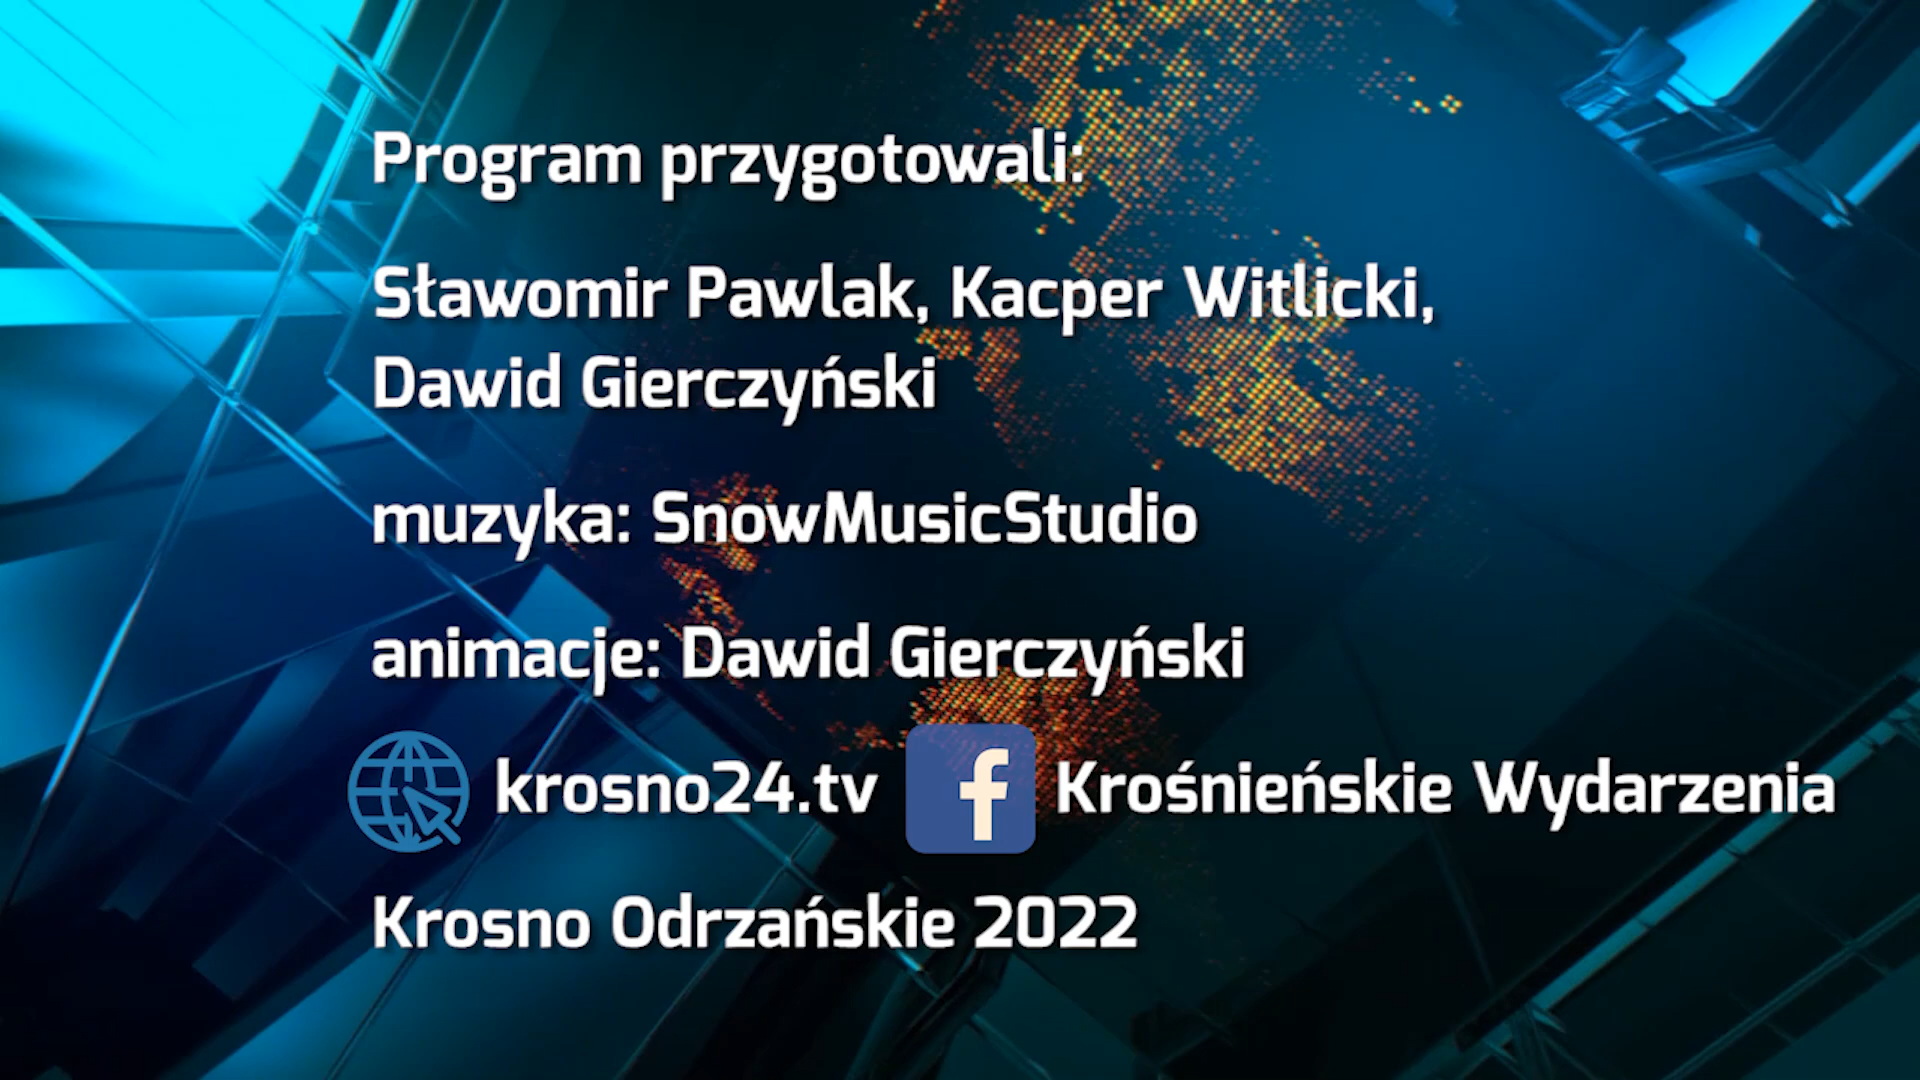 Program przygotowali:
Sławomir Pawlak, Kacper Witlicki,
Dawid Gierczyński
muzyka: SnowMusicStudio
animacje: Dawid Gierczyński
krosno24.tv f Krośnieńskie Wydarzenia
Krosno Odrzańskie 2022